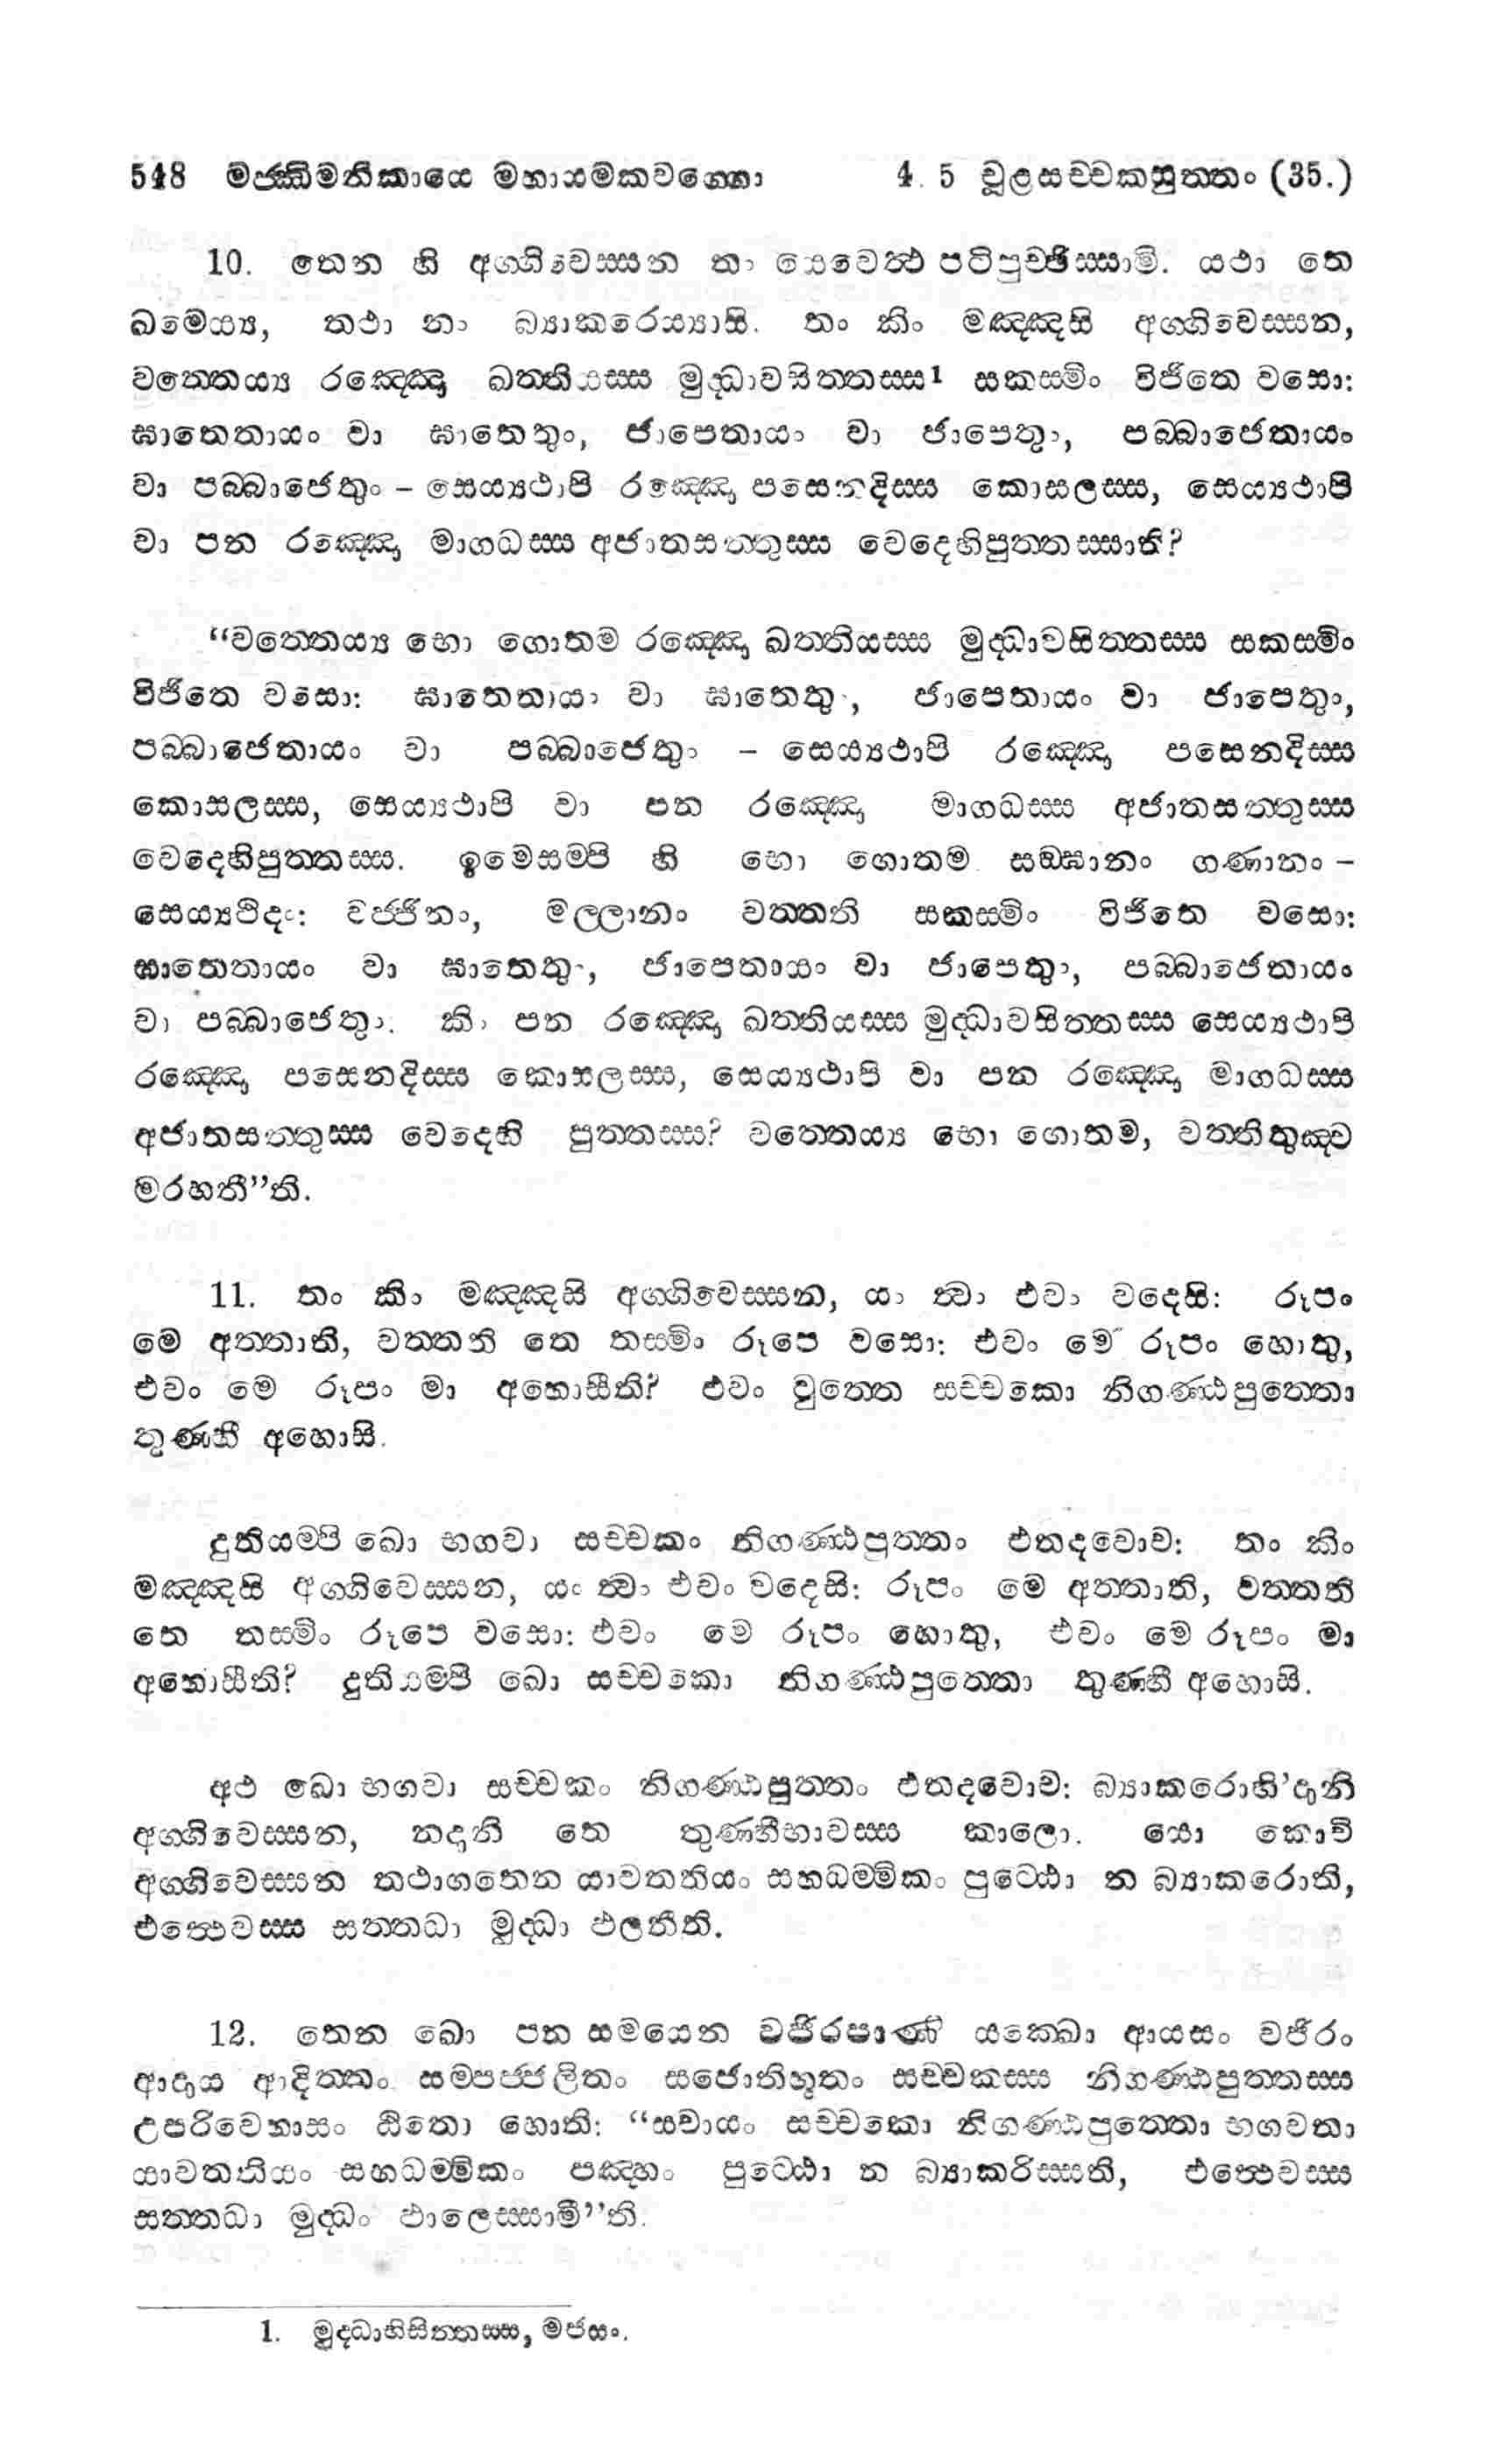 548 මජ්ඣිමනිකායෙ මහායමකවග්ගො 4. 5 චූළසච්චකසුත්තං (35.)
10. තෙන හි අග්ගිවෙස්සන තං යෙවෙත්ථ පටිපුච්ඡිස්සාමි. යථා තෙ
ඛමෙය්‍ය, තථා නං බ්‍යාකරෙය්‍යාසි. තං කිං මඤ්ඤසි අග්ගිවෙස්සන,
වත්තෙය්‍ය රඤ්ඤො ඛත්තියස්ස මුද්ධාවසිත්තස්ස1 සකස්මිං විජිතෙ වසො:
ඝාතෙතායං වා ඝාතෙතුං, ජාපෙතායං වා ජාපෙතුං, පබ්බාජෙතායං
වා පබ්බාජෙතුං – සෙය්‍යථාපි රඤ්ඤො පසෙනදිස්ස කොසලස්ස, සෙය්‍යථාපි
වා පන රඤ්ඤො මාගධස්ස අජාතසත්තුස්ස වෙදෙහිපුත්තස්සාති?
“වත්තෙය්‍ය භො ගොතම රඤ්ඤො ඛත්තියස්ස මුද්ධාවසිත්තස්ස සකස්මිං
විජිතෙ වසො: ඝාතෙතායං වා ඝාතෙතුං, ජාපෙතායං වා ජාපෙතුං,
පබ්බාජෙතායං වා පබ්බාජෙතුං – සෙය්‍යථාපි රඤ්ඤො පසෙනදිස්ස
කොසලස්ස, සෙය්‍යථාපි වා පන රඤ්ඤො මාගධස්ස අජාතසත්තුස්ස
වෙදෙහිපුත්තස්ස. ඉමෙසම්පි හි භො ගොතම සඞ්ඝානං ගණානං –
සෙය්‍යථිදං: වජ්ජීනං, මල්ලානං වත්තති සකස්මිං විජිතෙ වසො:
ඝාතෙතායං වා ඝාතෙතුං, ජාපෙතායං වා ජාපෙතුං, පබ්බාජෙතායං
වා පබ්බාජෙතුං. කිං පන රඤ්ඤො ඛත්තියස්ස මුද්ධාවසිත්තස්ස සෙය්‍යථාපි
රඤ්ඤො පසෙනදිස්ස කොසලස්ස, සෙය්‍යථාපි වා පන රඤ්ඤො මාගධස්ස
අජාතසත්තුස්ස වෙදෙහි පුත්තස්ස? වත්තෙය්‍ය භො ගොතම, වත්තිතුඤ්ච
මරහතී”ති.
11. තං කිං මඤ්ඤසි අග්ගිවෙස්සන, යං ත්වං එවං වදෙසි: රූපං
මෙ අත්තාති, වත්තති තෙ තස්මිං රූපෙ වසො: එවං මෙ රූපං හොතු,
එවං මෙ රූපං මා අහොසීති? එවං වුත්තෙ සච්චකො නිගණ්ඨපුත්තො
තුණ්හී අහොසි.
දුතියම්පි ඛො භගවා සච්චකං නිගණ්ඨපුත්තං එතදවොච: තං කිං
මඤ්ඤසි අග්ගිවෙස්සන, යං ත්වං එවං වදෙසි: රූපං මෙ අත්තාති, වත්තති
තෙ තස්මිං රූපෙ වසො: එවං මෙ රූපං හොතු, එවං මෙ රූපං මා
අහොසීති? දුතියම්පි ඛො සච්චකො නිගණ්ඨපුත්තො තුණ්හී අහොසි.
අථ ඛො භගවා සච්චකං නිගණ්ඨපුත්තං එතදවොච: බ්‍යාකරොහි’දානි
අග්ගිවෙස්සන, නදානි තෙ තුණ්හීභාවස්ස කාලො. යො කොචි
අග්ගිවෙස්සන තථාගතෙන යාවතතියං සහධම්මිකං පුට්ඨො න බ්‍යාකරොති,
එත්ථෙවස්ස සත්තධා මුද්ධා ඵලතීති.
12. තෙන ඛො පන සමයෙන වජිරපාණී යක්ඛො ආයසං වජිරං
ආදාය ආදිත්තං සම්පජ්ජලිතං සජොතිභූතං සච්චකස්ස නිගණ්ඨපුත්තස්ස
උපරිවෙහාසං ඨිතො හොති: “සචායං සච්චකො නිගණ්ඨපුත්තො භගවතා
යාවතතියං සහධම්මිකං පඤ්හං පුට්ඨො න බ්‍යාකරිස්සති, එත්ථෙවස්ස
සත්තධා මුද්ධං ඵාලෙස්සාමී”ති.
1. මුද්ධාභිසිත්තස්ස, මජසං.